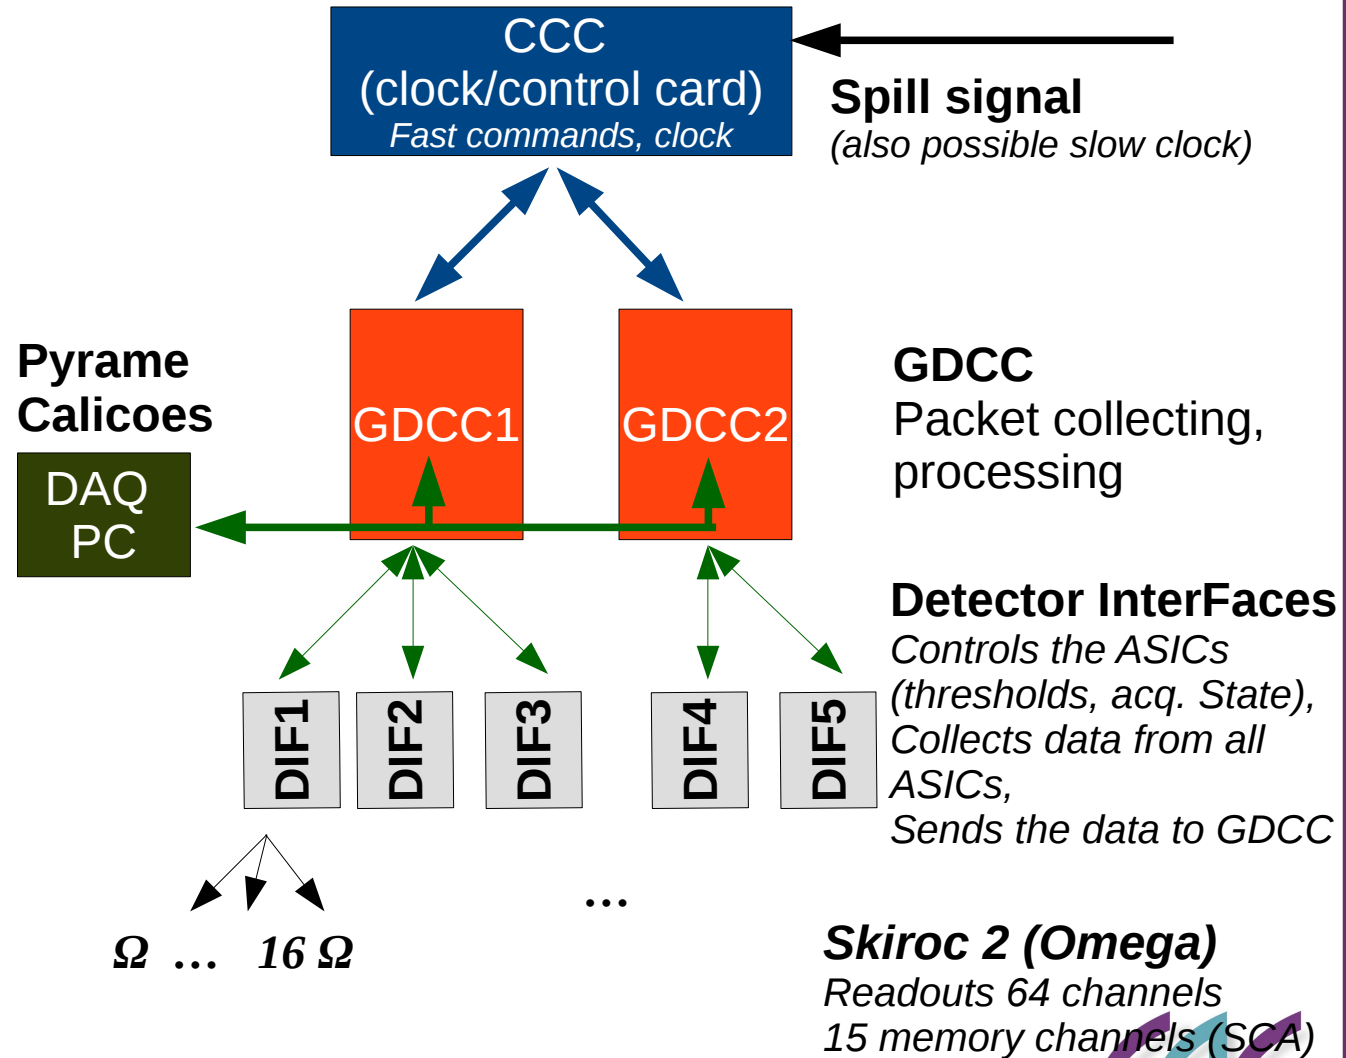 CCC
(clock/control card)
Fast commands, clock
Spill signal
(also possible slow clock)
Pyrame
Calicoes
DAQ
PC
GDCC1
GDCC2
GDCC
Packet collecting,
processing
Detector InterFaces
Controls the ASICs
(thresholds, acq. State),
Collects data from all
ASICs,
Sends the data to GDCC
DIF1
DIF2
DIF3
DIF4
DIF5
...
Ω ... 16 Ω
Skiroc 2 (Omega)
Readouts 64 channels
15 memory channels (SCA)